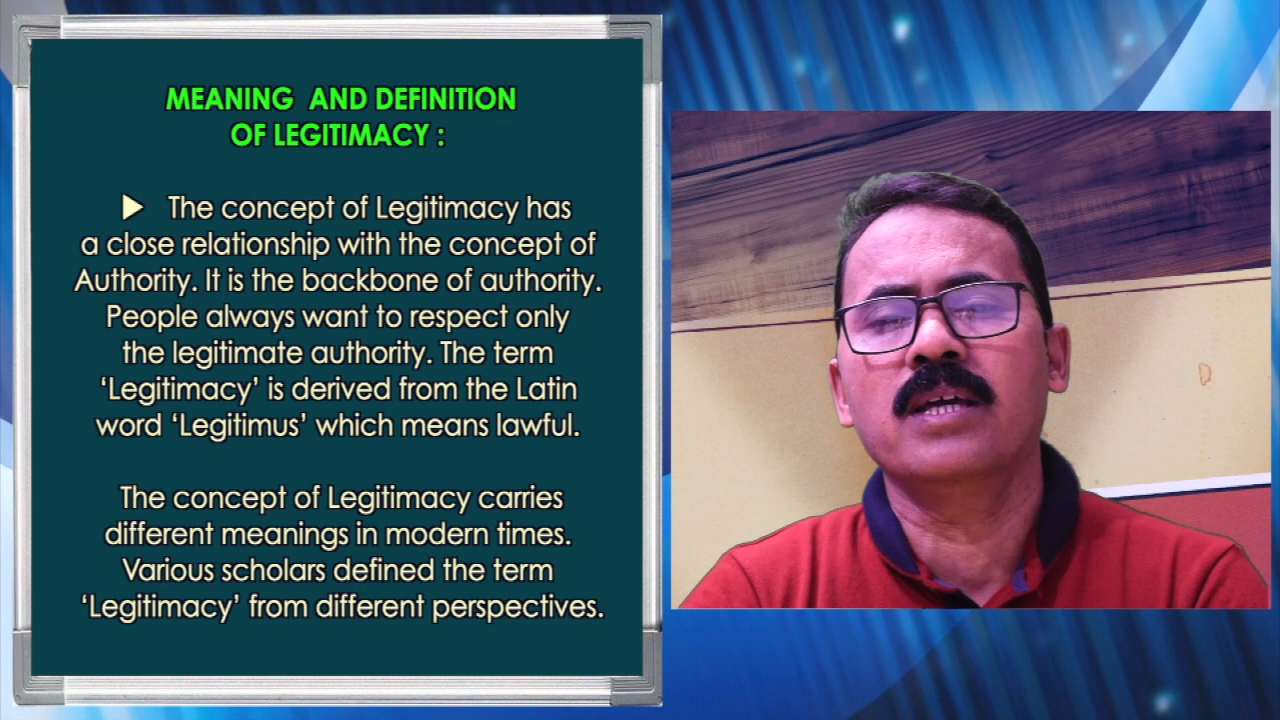 MEANING AND DEFINITION
OF LEGITIMACY :
► The concept of Legitimacy has
a close relationship with the concept of
Authority. It is the backbone of authority.
People always want to respect only
the legitimate authority. The term
‘Legitimacy’ is derived from the Latin
word ‘Legitimus’ which means lawful.
The concept of Legitimacy carries
different meanings in modern times.
Various scholars defined the term
‘Legitimacy’ from different perspectives.